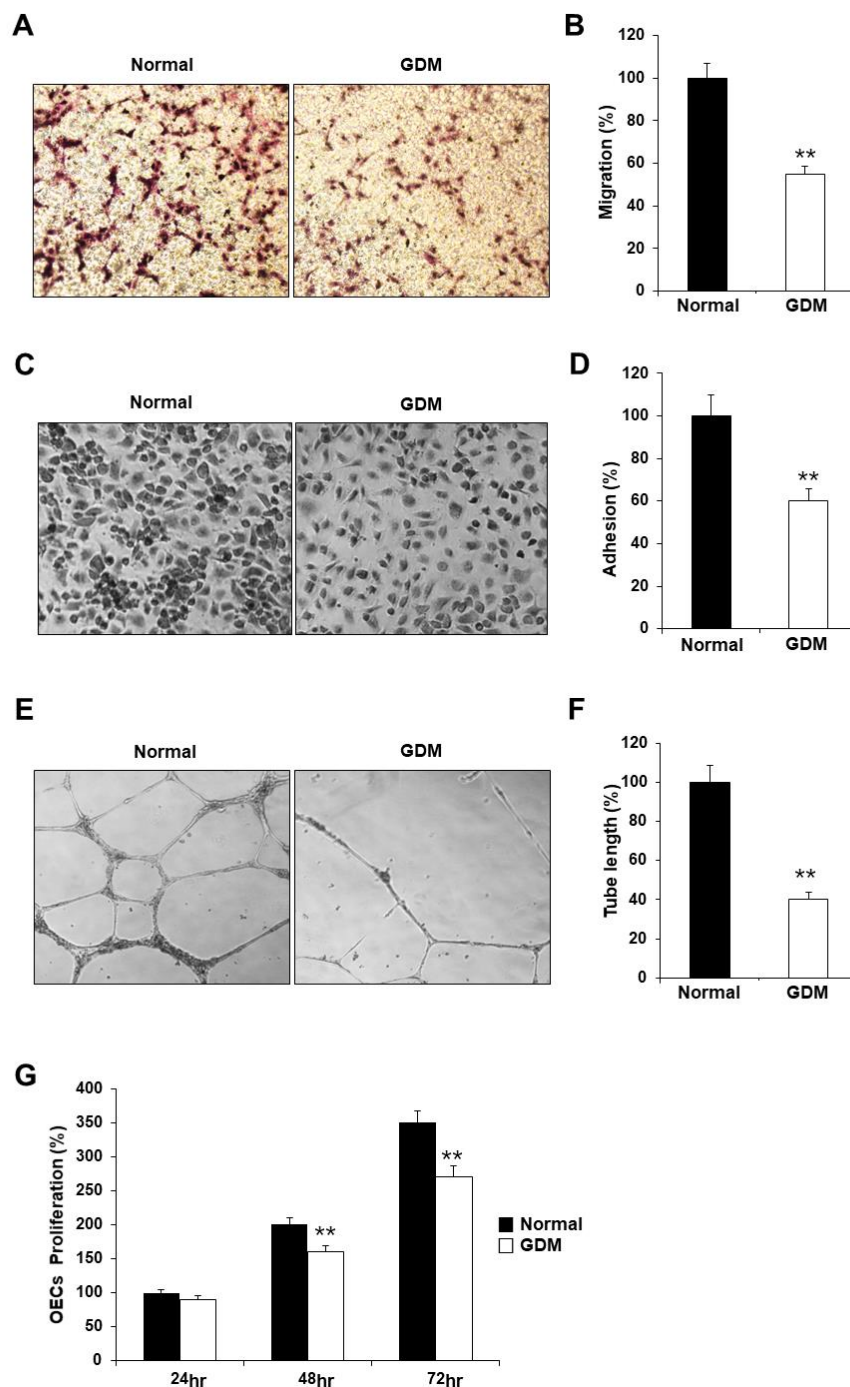 A
Normal
GDM
B
Migration (%)
120
100
80
60
40
20
0
**
Normal
GDM
C
Normal
GDM
D
Adhesion (%)
120
100
80
60
40
20
0
**
Normal
GDM
E
Normal
GDM
F
Tube length (%)
120
100
80
60
40
20
0
**
Normal
GDM
G
OECs Proliferation (%)
400
350
300
250
200
150
100
50
0
**
**
24hr
48hr
72hr
Normal
GDM